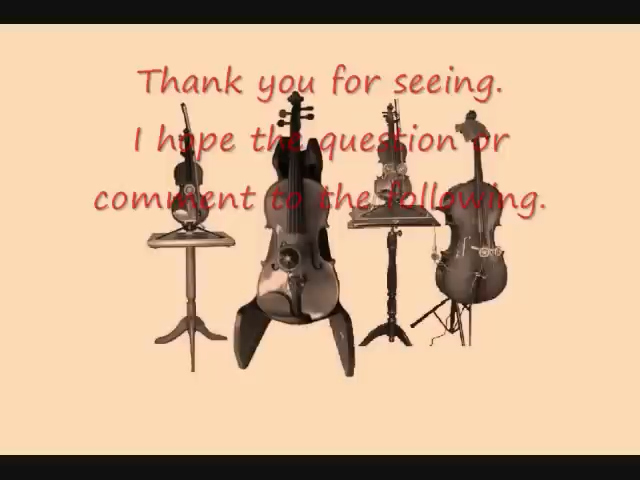 Thank you for seeing.
I hope the question or
comment to the following.